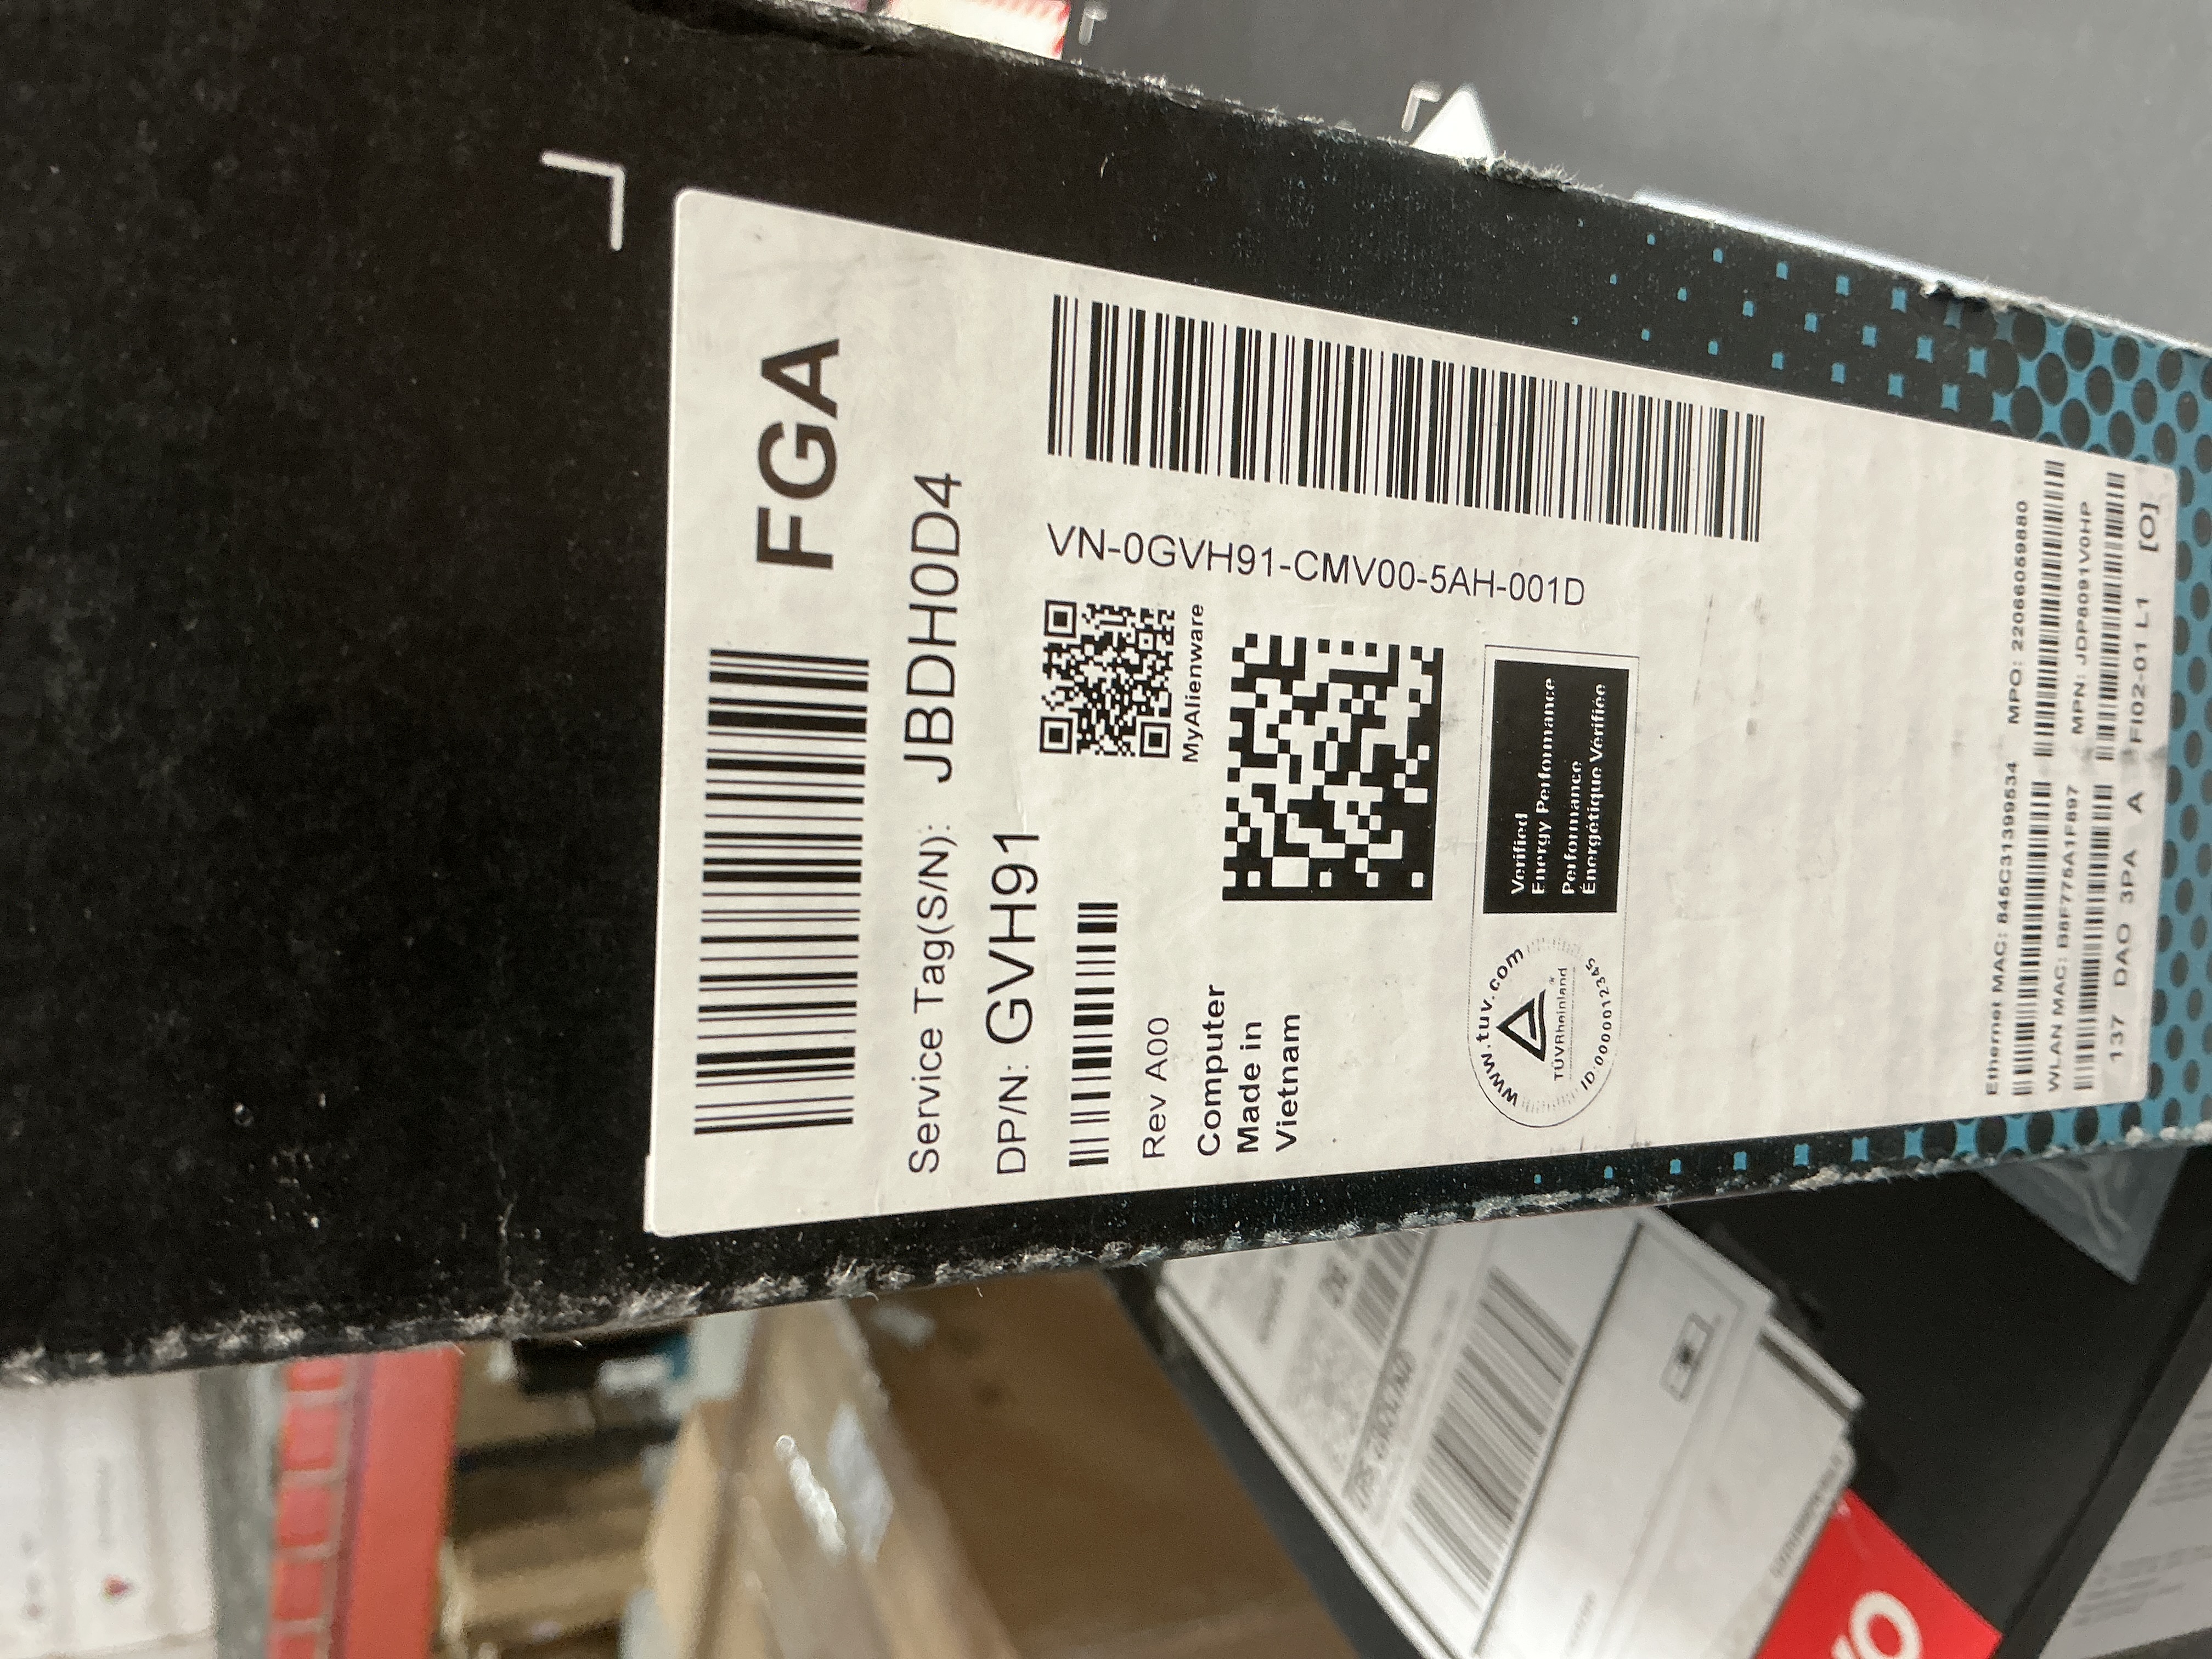 FGA
Service Tag(S/N): JBDH0D4
DP/N: GVH91
Rev A00
Computer
Made in
Vietnam
MyAlienware
VN-0GVH91-CMV00-5AH-001D
www.tuv.com
TÜVRheinland
ID:0000012345
Verified
Energy Performance
Performance
Énergétique Vérifiée
Ethernet MAC: 845C31399534 MPO: 2206059880
WLAN MAC: B8F775A1F897 MPN: JDP8091V0HP
137 DAO 3PA A FI02-01 L1 [O]